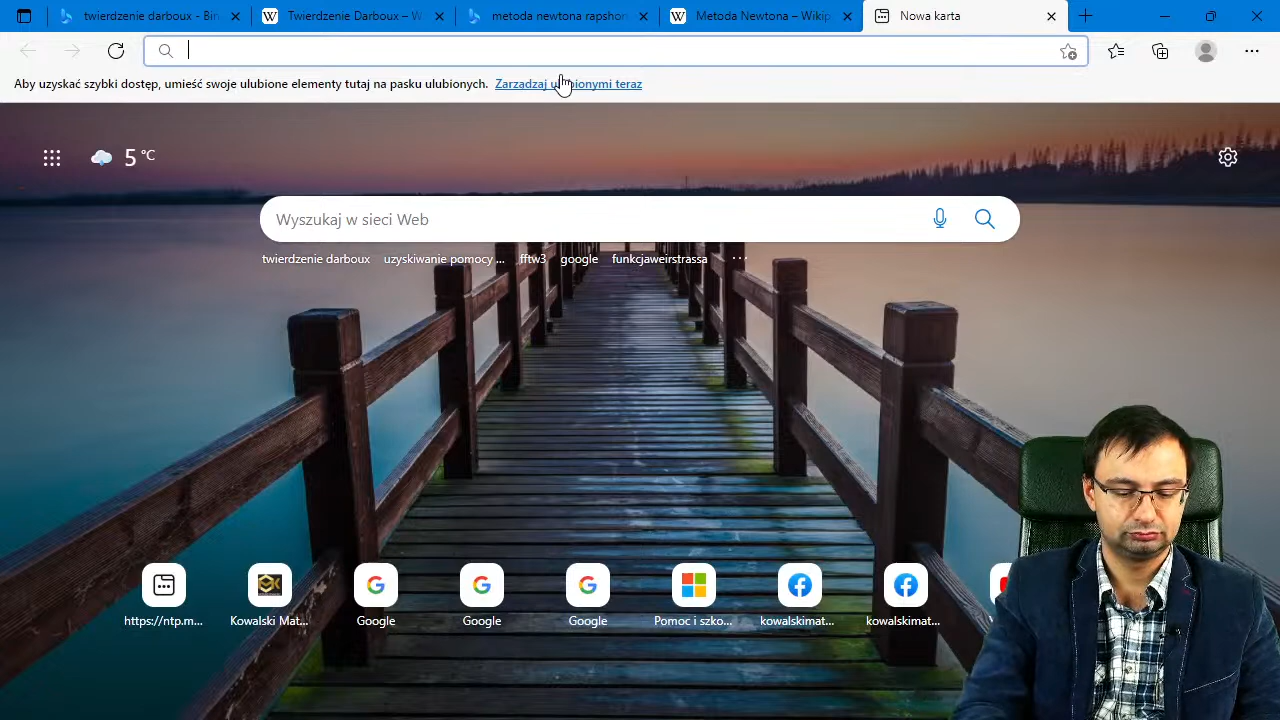 twierdzenie darboux - Bin
Twierdzenie Darboux – W
metoda newtona rapshon
Metoda Newtona – Wikip
Nowa karta
Aby uzyskać szybki dostęp, umieść swoje ulubione elementy tutaj na pasku ulubionych. Zarządzaj ulubionymi teraz
5 °C
Wyszukaj w sieci Web
twierdzenie darboux
uzyskiwanie pomocy ...
fftw3
google
funkcjaweirstrassa
https://ntp.m...
Kowalski Mat...
Google
Google
Google
Pomoc i szko...
kowalskimat...
kowalskimat...